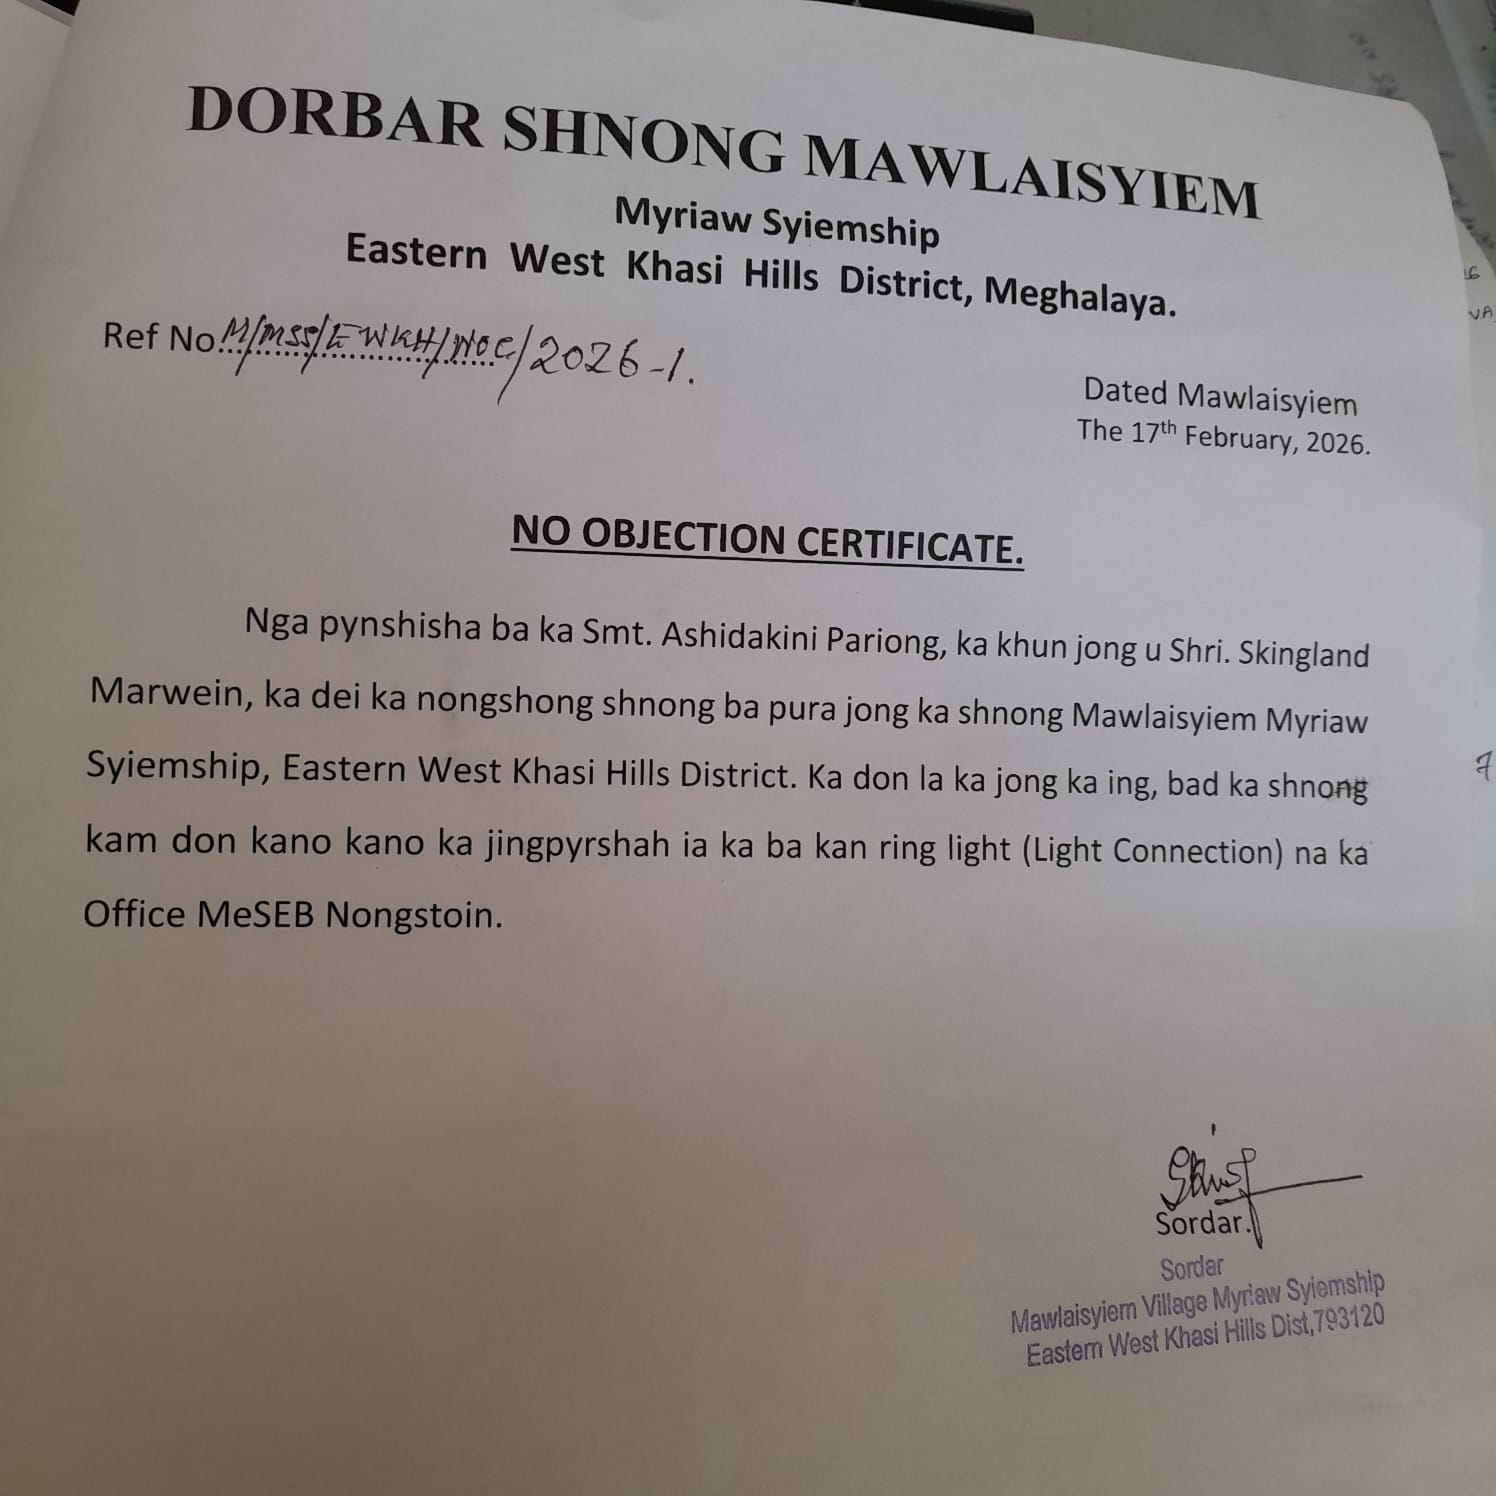 DORBAR SHNONG MAWLAISYIEM
Myriaw Syiemship
Eastern West Khasi Hills District, Meghalaya.
Ref No M/MSS/EWKH/NOC/2026-1.
Dated Mawlaisyiem
The 17th February, 2026.
NO OBJECTION CERTIFICATE.
Nga pynshisha ba ka Smt. Ashidakini Pariong, ka khun jong u Shri. Skingland
Marwein, ka dei ka nongshong shnong ba pura jong ka shnong Mawlaisyiem Myriaw
Syiemship, Eastern West Khasi Hills District. Ka don la ka jong ka ing, bad ka shnong
kam don kano kano ka jingpyrshah ia ka ba kan ring light (Light Connection) na ka
Office MeSEB Nongstoin.
Sordar.
Sordar
Mawlaisyiem Village Myriaw Syiemship
Eastern West Khasi Hills Dist,793120